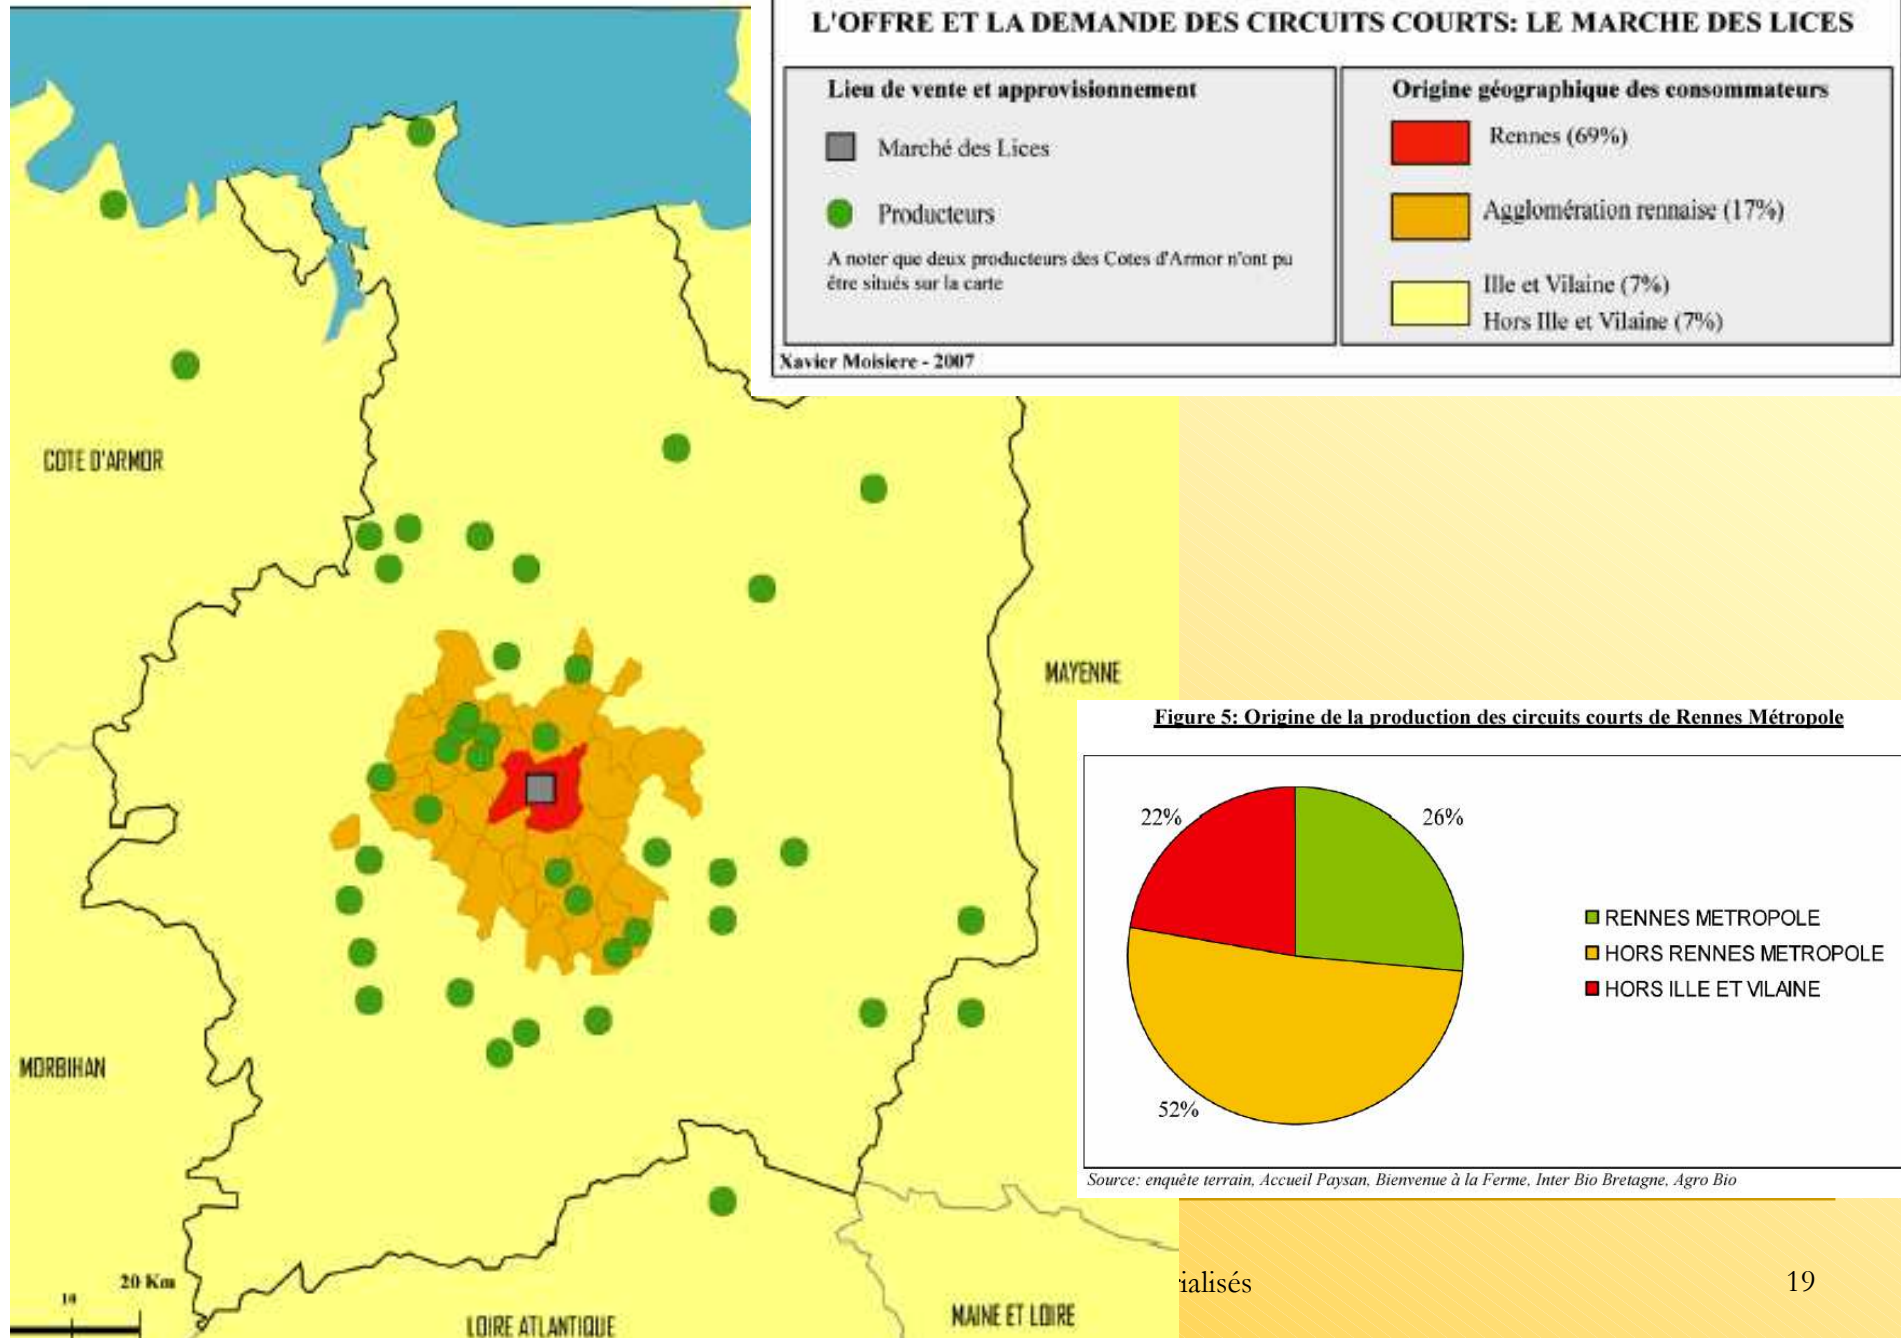 L'OFFRE ET LA DEMANDE DES CIRCUITS COURTS: LE MARCHE DES LICES
Lieu de vente et approvisionnement
Marché des Lices
Producteurs
A noter que deux producteurs des Cotes d'Armor n'ont pu
être situés sur la carte
Origine géographique des consommateurs
Rennes (69%)
Agglomération rennaise (17%)
Ille et Vilaine (7%)
Hors Ille et Vilaine (7%)
Xavier Moisiere - 2007
COTE D'ARMOR
MAYENNE
MORBIHAN
LOIRE ATLANTIQUE
MAINE ET LOIRE
10
20 Km
Figure 5: Origine de la production des circuits courts de Rennes Métropole
22%
26%
52%
RENNES METROPOLE
HORS RENNES METROPOLE
HORS ILLE ET VILAINE
Source: enquête terrain, Accueil Paysan, Bienvenue à la Ferme, Inter Bio Bretagne, Agro Bio
rialisés
19